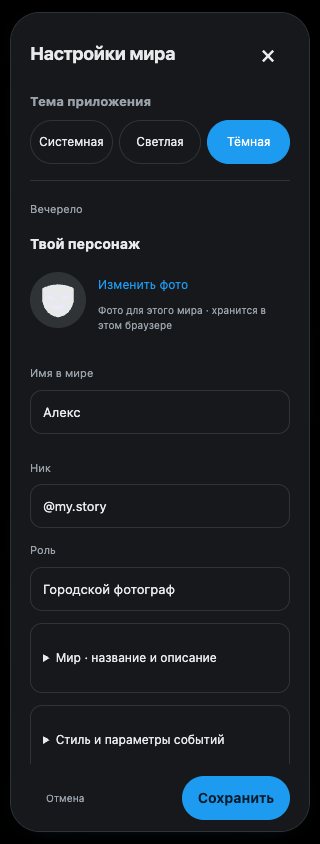 Настройки мира
×
Тема приложения
Системная
Светлая
Тёмная
Вечерело
Твой персонаж
Изменить фото
Фото для этого мира · хранится в
этом браузере
Имя в мире
Алекс
Ник
@my.story
Роль
Городской фотограф
▸ Мир · название и описание
▸ Стиль и параметры событий
Отмена
Сохранить